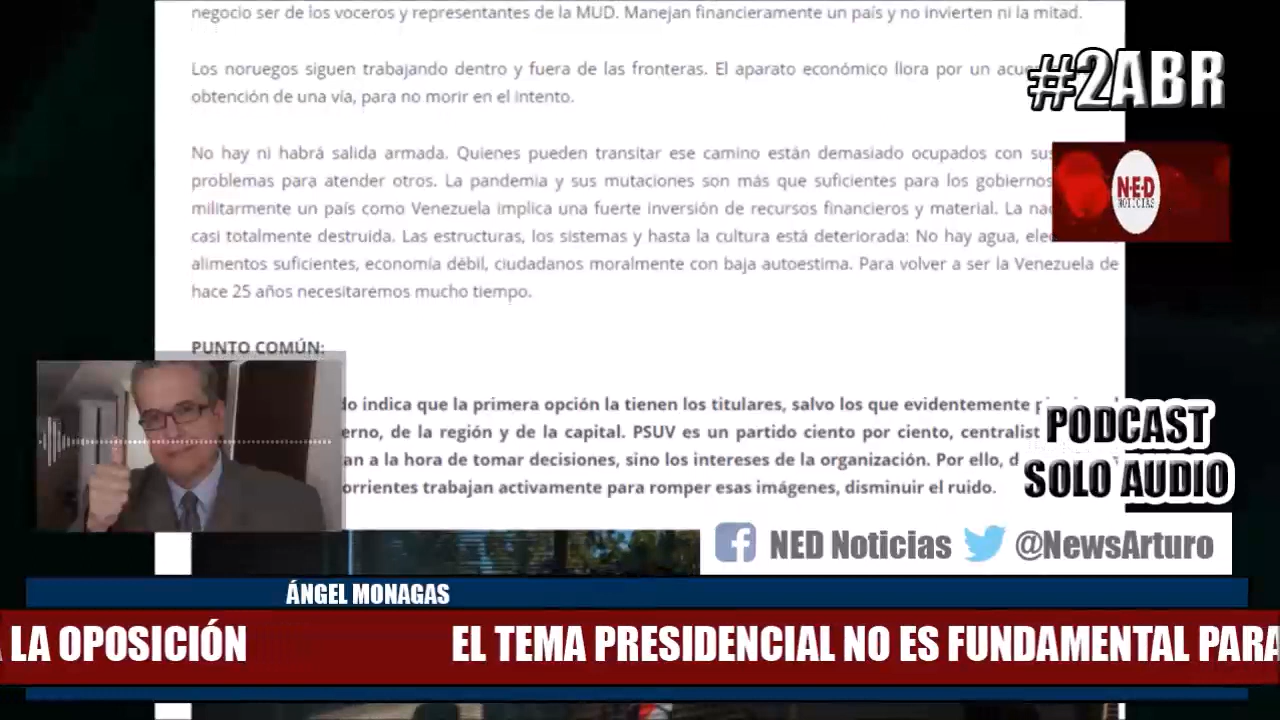 negocio ser de los voceros y representantes de la MUD. Manejan financieramente un país y no invierten ni la mitad.
Los noruegos siguen trabajando dentro y fuera de las fronteras. El aparato económico llora por un
obtención de una vía, para no morir en el intento.
#2ABR
No hay ni habrá salida armada. Quienes pueden transitar ese camino están demasiado ocupados con sus
problemas para atender otros. La pandemia y sus mutaciones son más que suficientes para los gobiernos
militarmente un país como Venezuela implica una fuerte inversión de recursos financieros y material. La
casi totalmente destruida. Las estructuras, los sistemas y hasta la cultura está deteriorada: No hay agua,
alimentos suficientes, economía débil, ciudadanos moralmente con baja autoestima. Para volver a ser la Venezuela de
hace 25 años necesitaremos mucho tiempo.
N·E·D
NOTICIAS
PUNTO COMÚN:
indica que la primera opción la tienen los titulares, salvo los que evidentemente
de la región y de la capital. PSUV es un partido ciento por ciento,
a la hora de tomar decisiones, sino los intereses de la organización. Por ello,
trabajan activamente para romper esas imágenes, disminuir el ruido.
PODCAST
SOLO AUDIO
NED Noticias @NewsArturo
ÁNGEL MONAGAS
LA OPOSICIÓN EL TEMA PRESIDENCIAL NO ES FUNDAMENTAL PARA